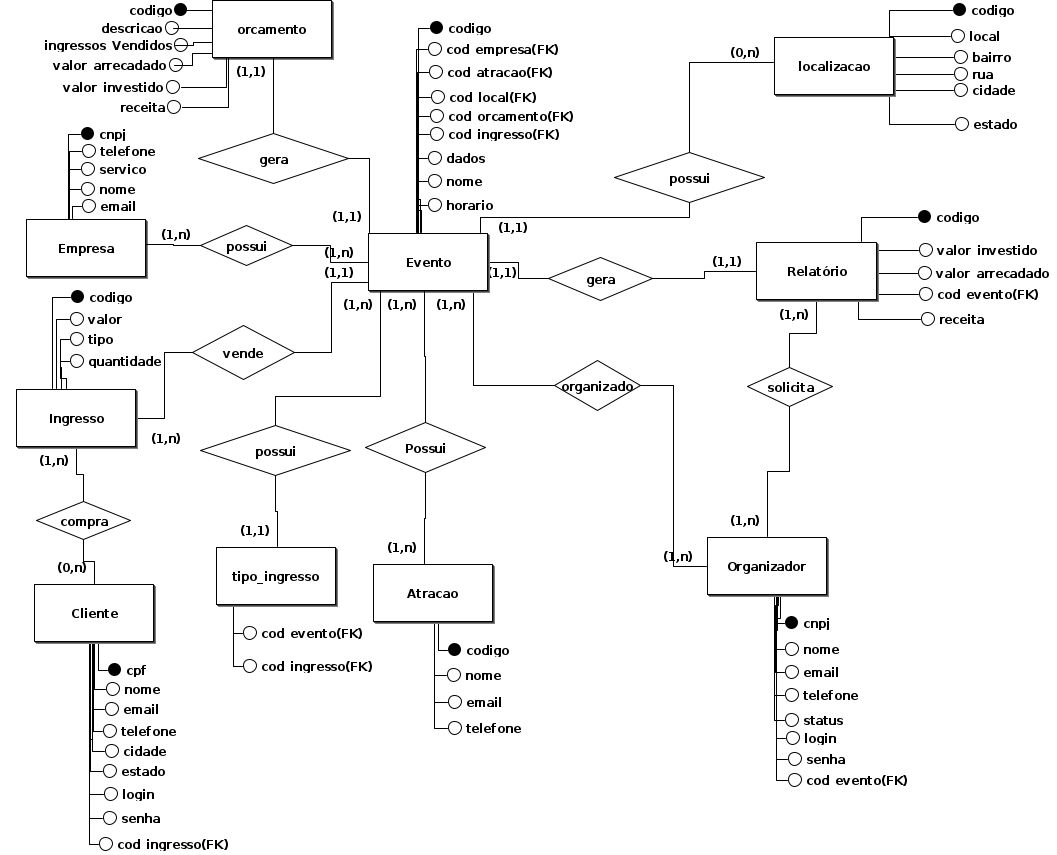 codigo
descricao
ingressos Vendidos
valor arrecadado
valor investido
receita
orcamento
(1,1)
gera
(1,1)
codigo
cod empresa(FK)
cod atracao(FK)
cod local(FK)
cod orcamento(FK)
cod ingresso(FK)
dados
nome
horario
Evento
(0,n)
localizacao
codigo
local
bairro
rua
cidade
estado
possui
(1,1)
cnpj
telefone
servico
nome
email
Empresa
(1,n)
possui
(1,n)
(1,1)
(1,1)
gera
(1,1)
Relatório
codigo
valor investido
valor arrecadado
cod evento(FK)
receita
(1,n)
solicita
(1,n)
codigo
valor
tipo
quantidade
Ingresso
(1,n)
vende
(1,n)
(1,n)
(1,n)
(1,n)
compra
(0,n)
Cliente
cpf
nome
email
telefone
cidade
estado
login
senha
cod ingresso(FK)
possui
(1,1)
tipo_ingresso
cod evento(FK)
cod ingresso(FK)
Possui
(1,n)
Atracao
codigo
nome
email
telefone
organizado
(1,n)
Organizador
cnpj
nome
email
telefone
status
login
senha
cod evento(FK)